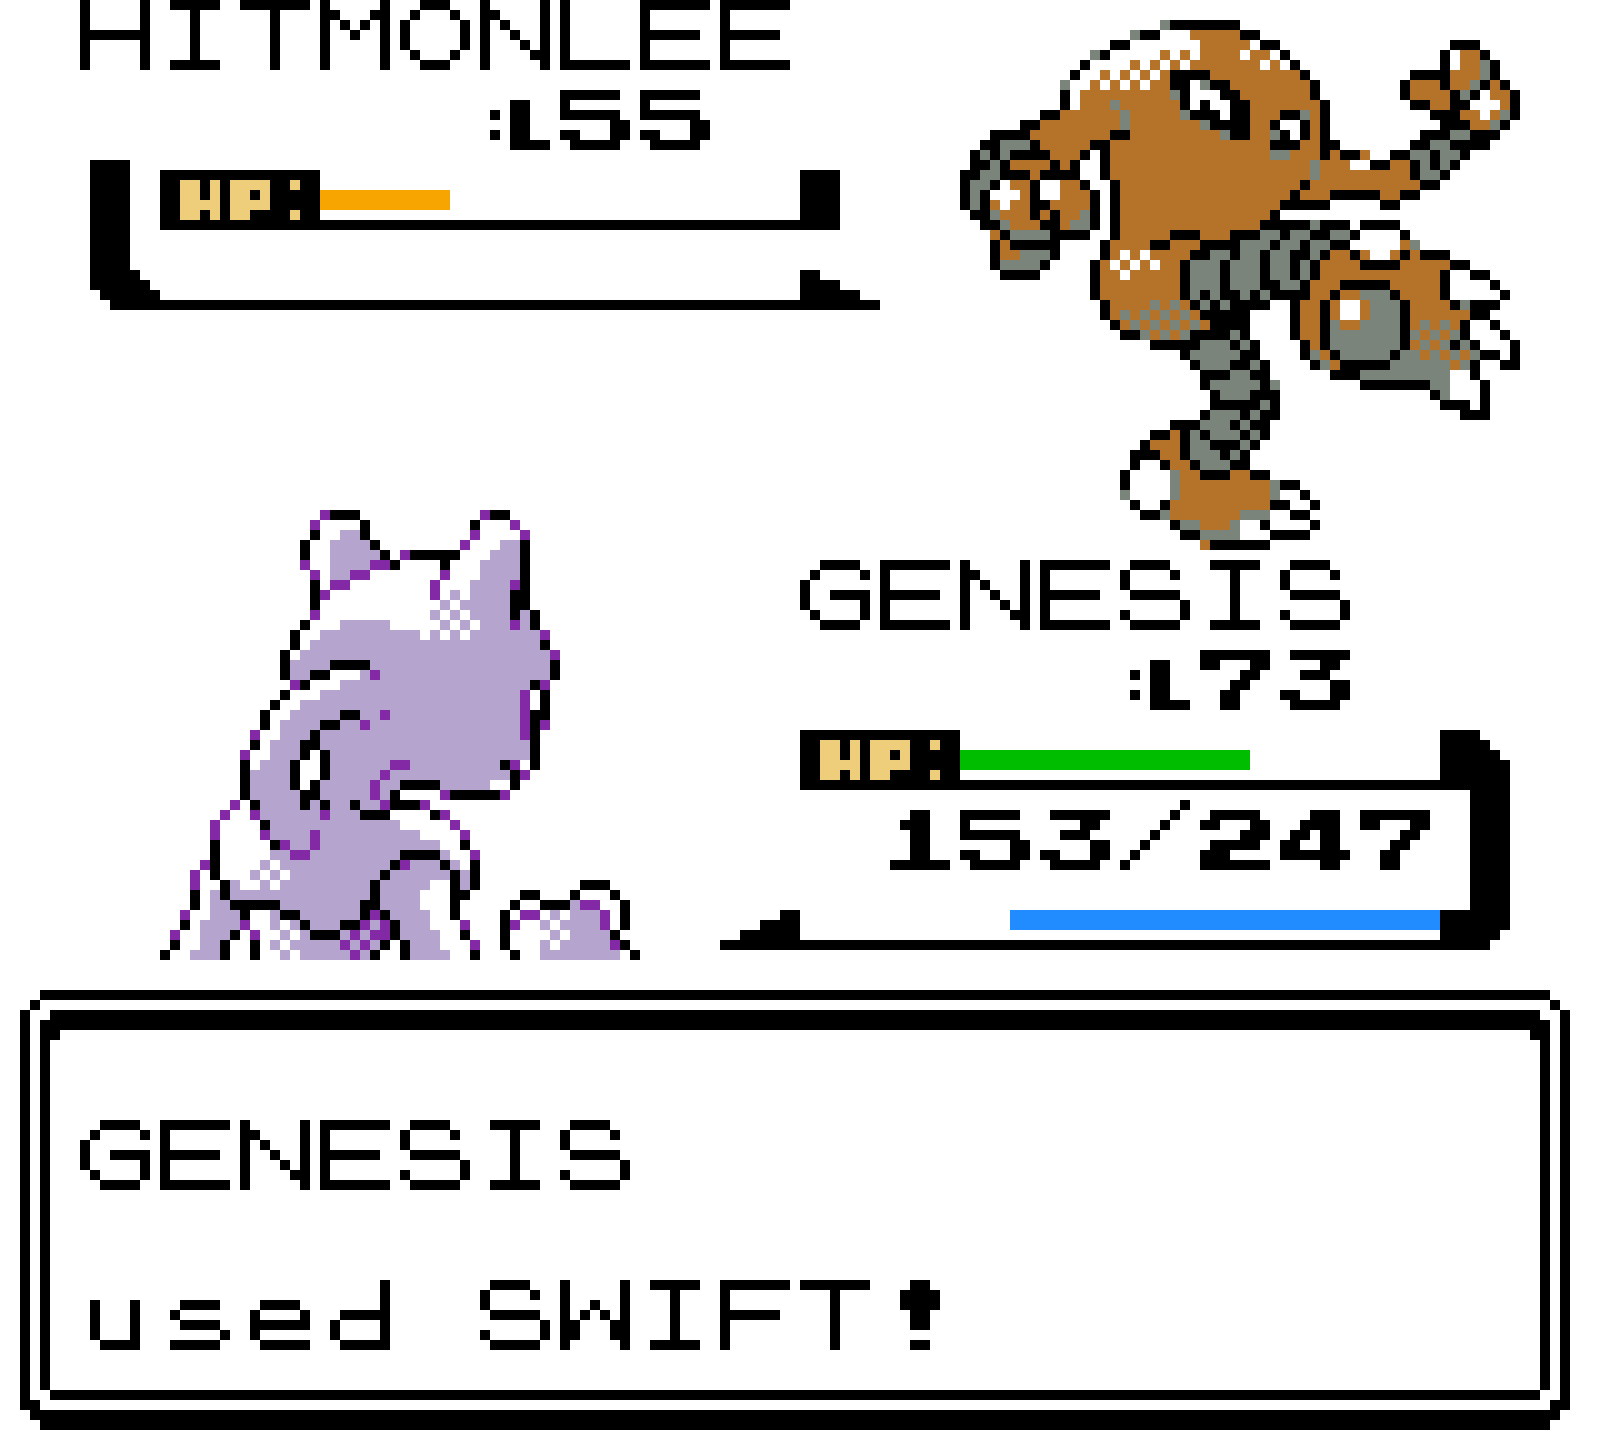 HITMONLEE
:L55
HP:
GENESIS
:L73
HP:
153/247
GENESIS
used SWIFT!